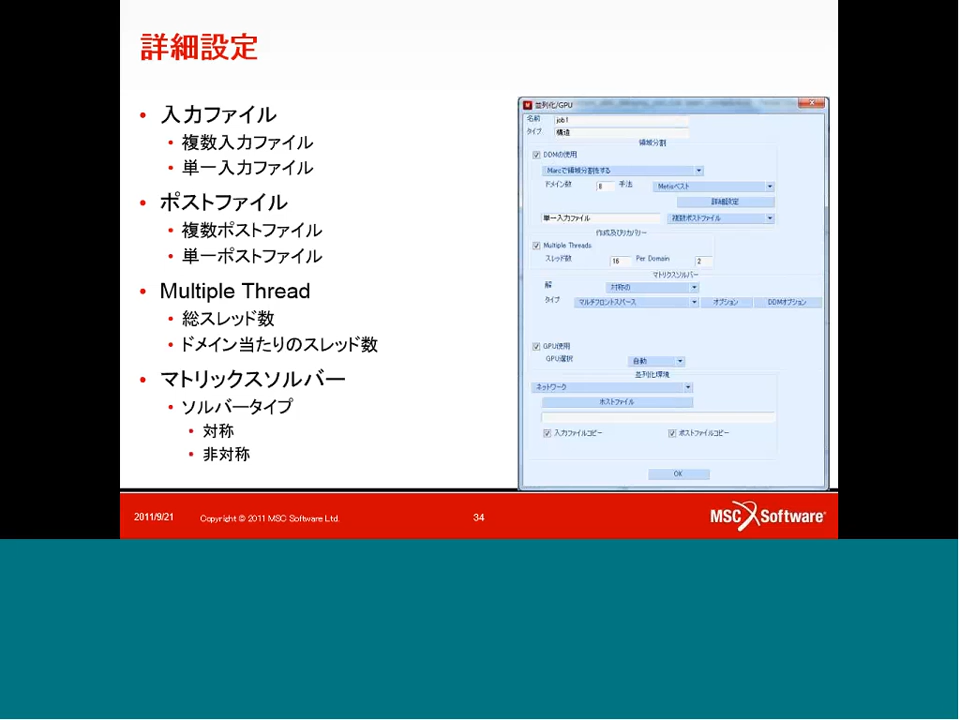 詳細設定
• 入力ファイル
• 複数入力ファイル
• 単一入力ファイル
• ポストファイル
• 複数ポストファイル
• 単一ポストファイル
• Multiple Thread
• 総スレッド数
• ドメイン当たりのスレッド数
• マトリックスソルバー
• ソルバータイプ
• 対称
• 非対称
並列化/GPU
名前 job1
タイプ 構造
領域分割
DDMの使用
Marcで領域分割をする
ドメイン数 8 手法 Metisベスト
詳細設定
単一入力ファイル 複数ポストファイル
作成及びリカバリー
Multiple Threads
スレッド数 16 Per Domain 2
マトリクスソルバー
解 対称の
タイプ マルチフロントスパース オプション DDMオプション
GPU使用
GPU選択 自動
並列化環境
ネットワーク
ホストファイル
入力ファイルコピー ポストファイルコピー
OK
2011/9/21 Copyright © 2011 MSC Software Ltd. 34 MSC Software